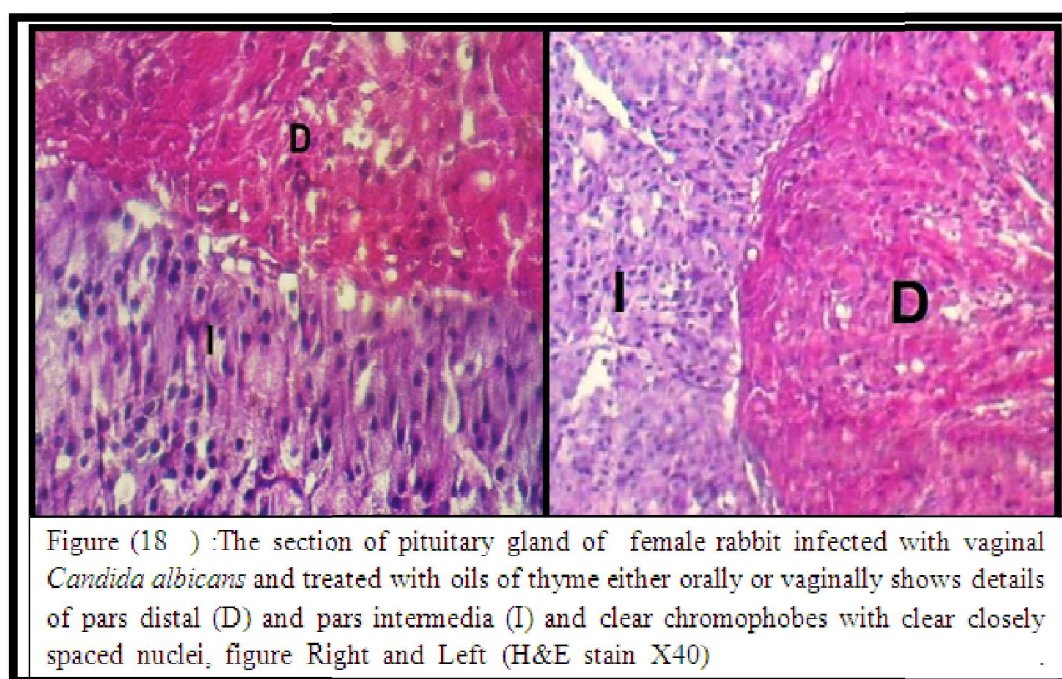 D
I
I
D
Figure (18 ) :The section of pituitary gland of female rabbit infected with vaginal
Candida albicans and treated with oils of thyme either orally or vaginally shows details
of pars distal (D) and pars intermedia (I) and clear chromophobes with clear closely
spaced nuclei, figure Right and Left (H&E stain X40) .